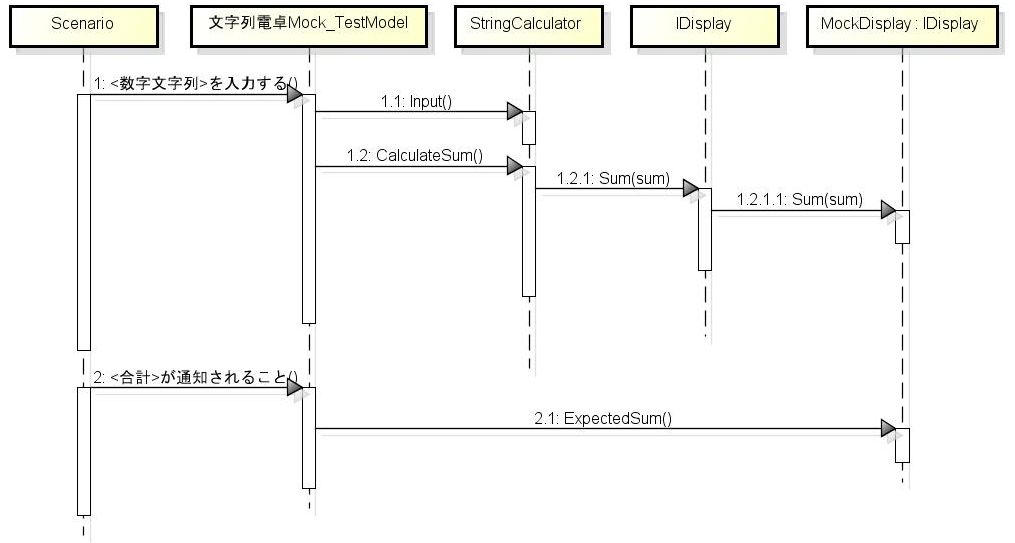 Scenario
文字列電卓Mock_TestModel
StringCalculator
IDisplay
MockDisplay : IDisplay
1: <数字文字列>を入力する()
1.1: Input()
1.2: CalculateSum()
1.2.1: Sum(sum)
1.2.1.1: Sum(sum)
2: <合計>が通知されること()
2.1: ExpectedSum()